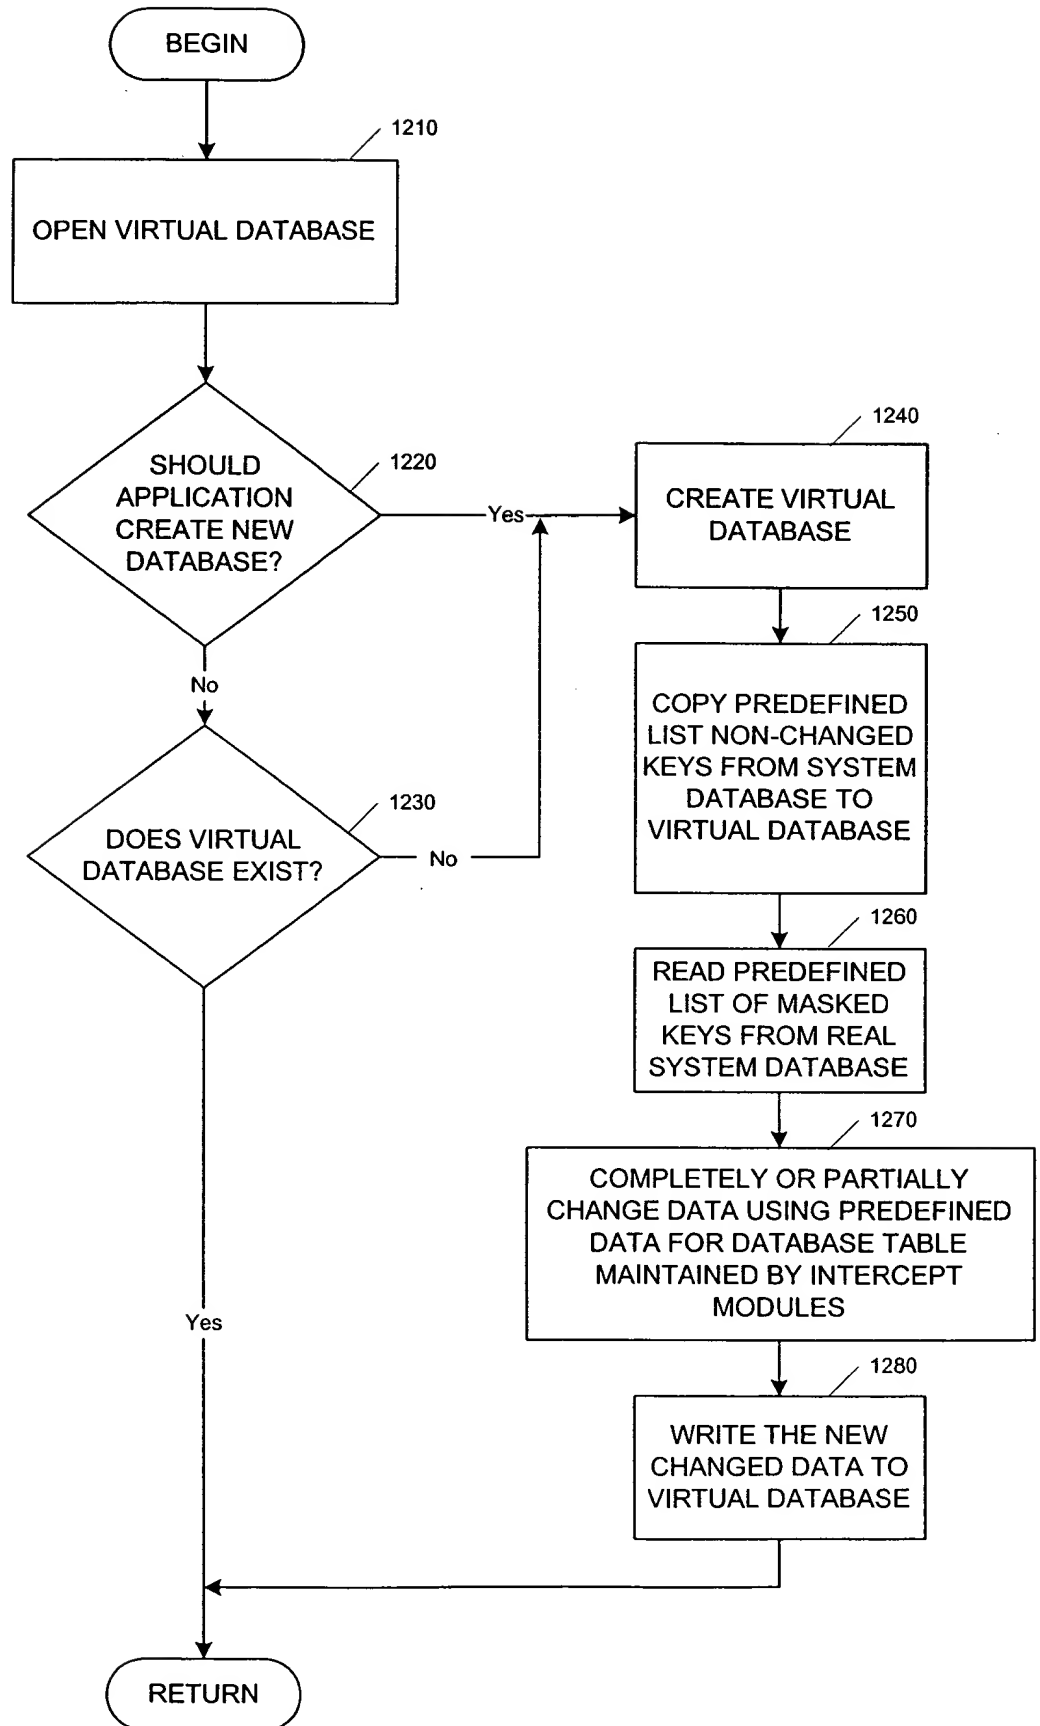 BEGIN
1210
OPEN VIRTUAL DATABASE
SHOULD
APPLICATION
CREATE NEW
DATABASE?
1220
Yes
No
DOES VIRTUAL
DATABASE EXIST?
1230
No
Yes
1240
CREATE VIRTUAL
DATABASE
1250
COPY PREDEFINED
LIST NON-CHANGED
KEYS FROM SYSTEM
DATABASE TO
VIRTUAL DATABASE
1260
READ PREDEFINED
LIST OF MASKED
KEYS FROM REAL
SYSTEM DATABASE
1270
COMPLETELY OR PARTIALLY
CHANGE DATA USING PREDEFINED
DATA FOR DATABASE TABLE
MAINTAINED BY INTERCEPT
MODULES
1280
WRITE THE NEW
CHANGED DATA TO
VIRTUAL DATABASE
RETURN